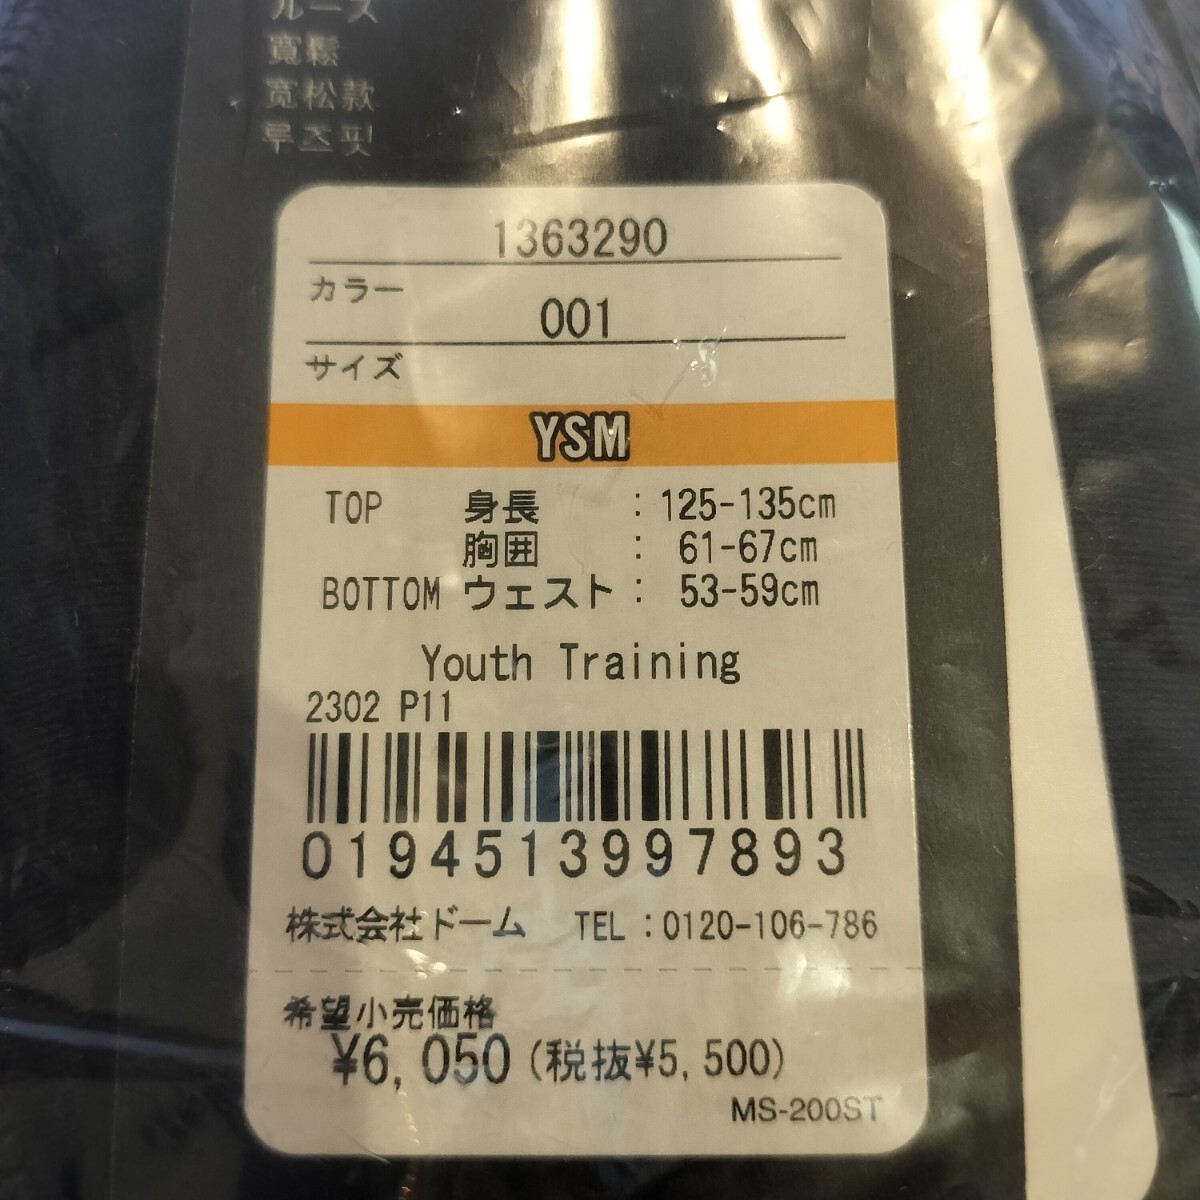 ルーズ
寬鬆
宽松款
루즈핏
1363290
カラー
001
サイズ
YSM
TOP 身長 : 125-135cm
胸囲 : 61-67cm
BOTTOM ウェスト : 53-59cm
Youth Training
2302 P11
0194513997893
株式会社ドーム TEL:0120-106-786
希望小売価格
¥6,050(税抜¥5,500)
MS-200ST